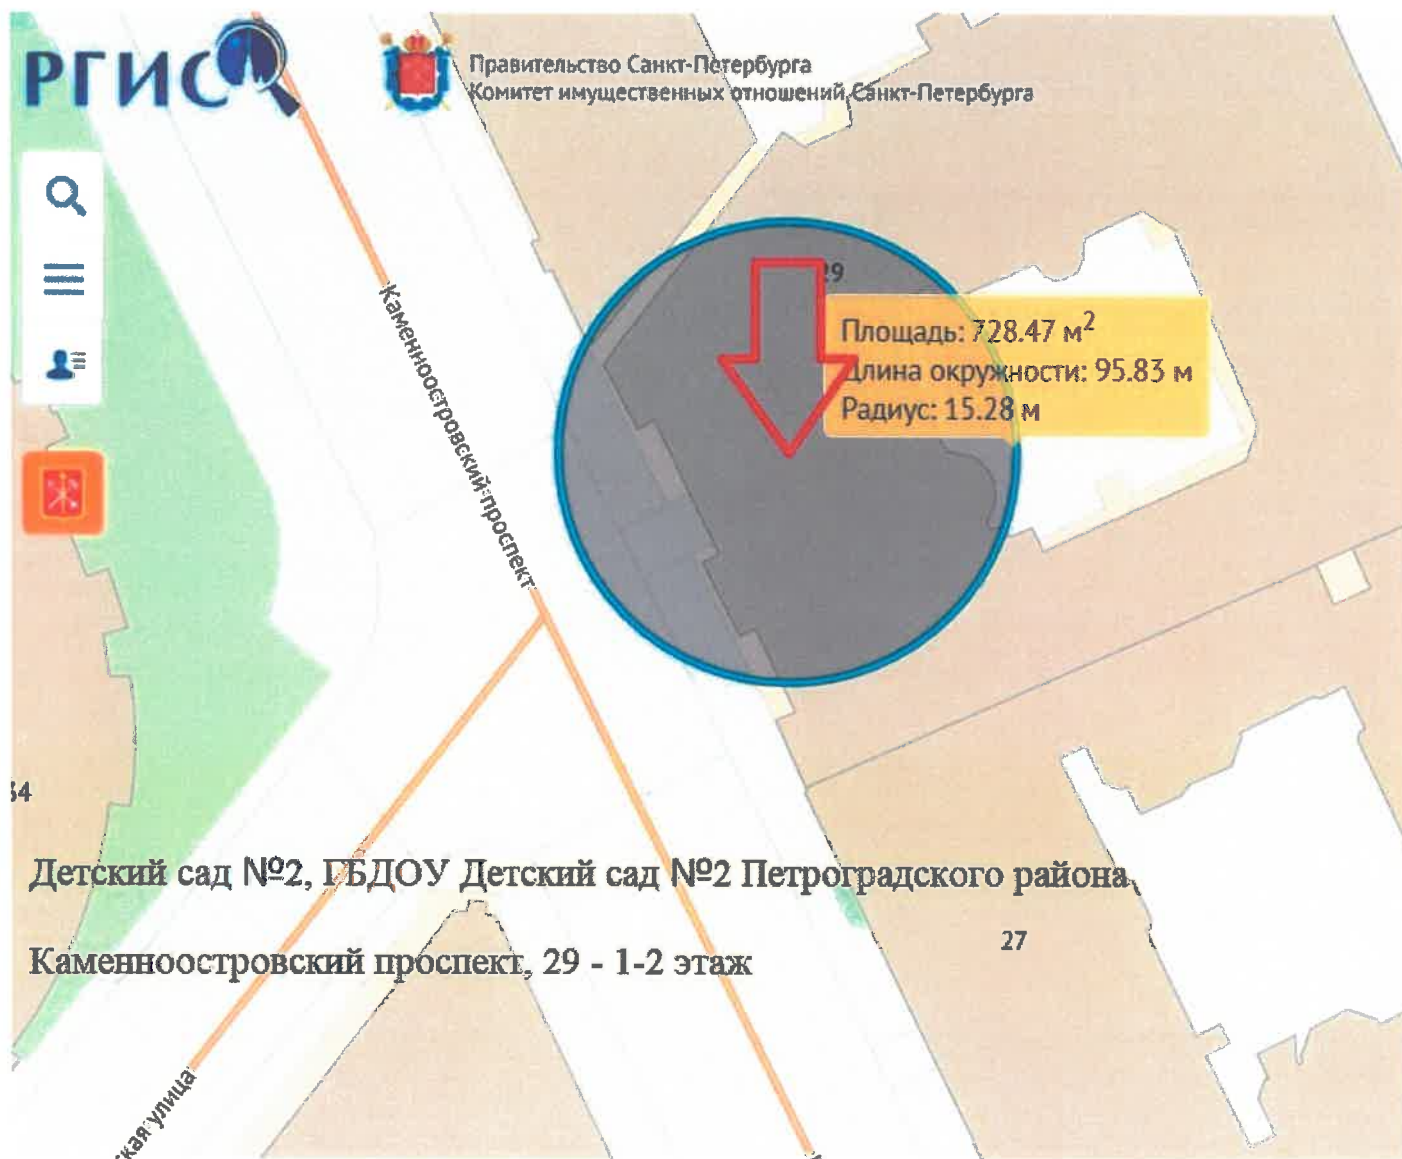 РГИС
Правительство Санкт-Петербурга
Комитет имущественных отношений Санкт-Петербурга
29
Площадь: 728.47 м²
Длина окружности: 95.83 м
Радиус: 15.28 м
Каменноостровский проспект
34
Детский сад №2, ГБДОУ Детский сад №2 Петроградского района,
27
Каменноостровский проспект, 29 - 1-2 этаж
ская улица